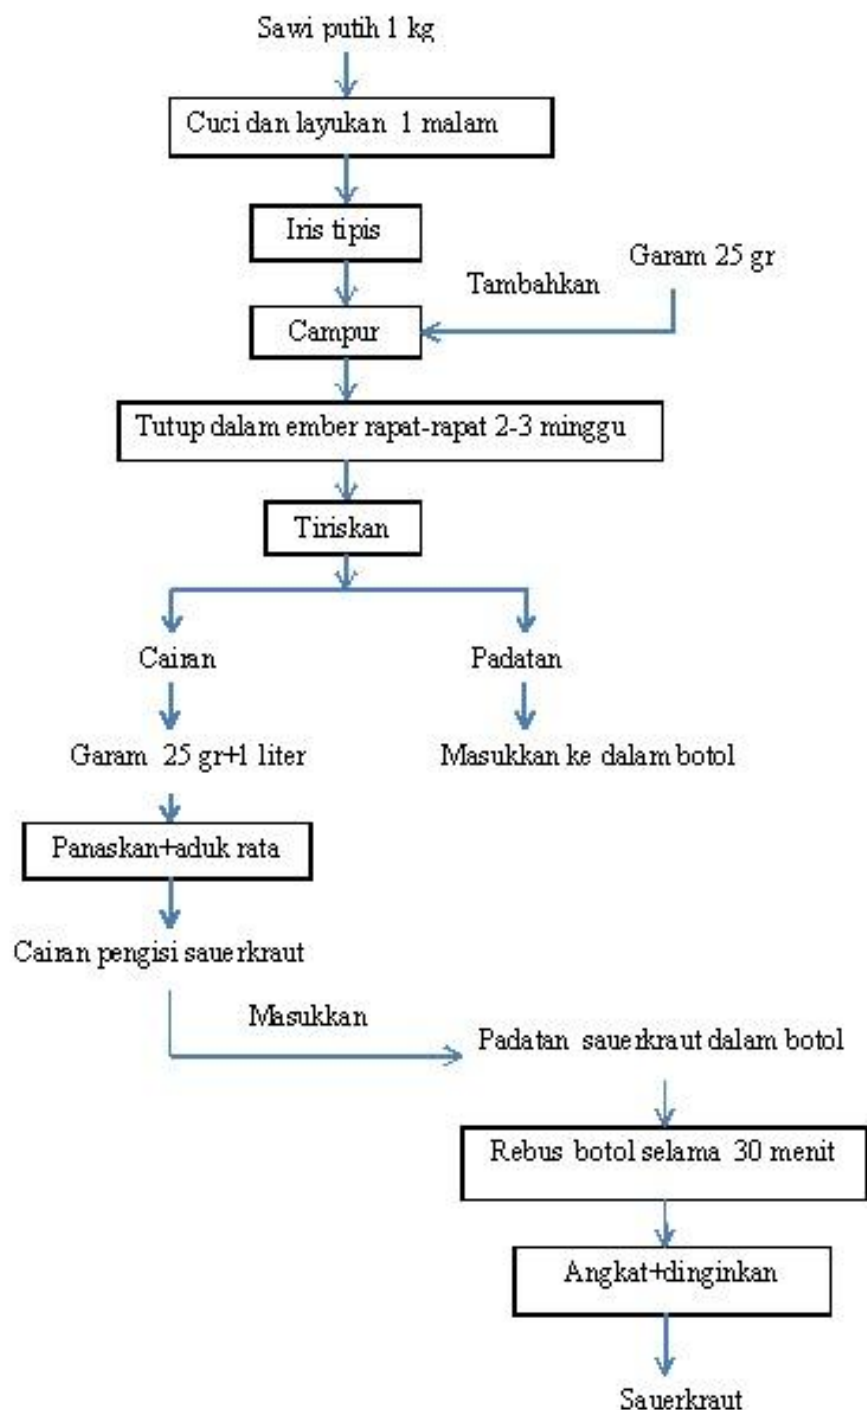 Sawi putih 1 kg
Cuci dan layukan 1 malam
Iris tipis
Garam 25 gr
Tambahkan
Campur
Tutup dalam ember rapat-rapat 2-3 minggu
Tiriskan
Cairan
Padatan
Garam 25 gr+1 liter
Masukkan ke dalam botol
Panaskan+aduk rata
Cairan pengisi sauerkraut
Masukkan
Padatan sauerkraut dalam botol
Rebus botol selama 30 menit
Angkat+dinginkan
Sauerkraut